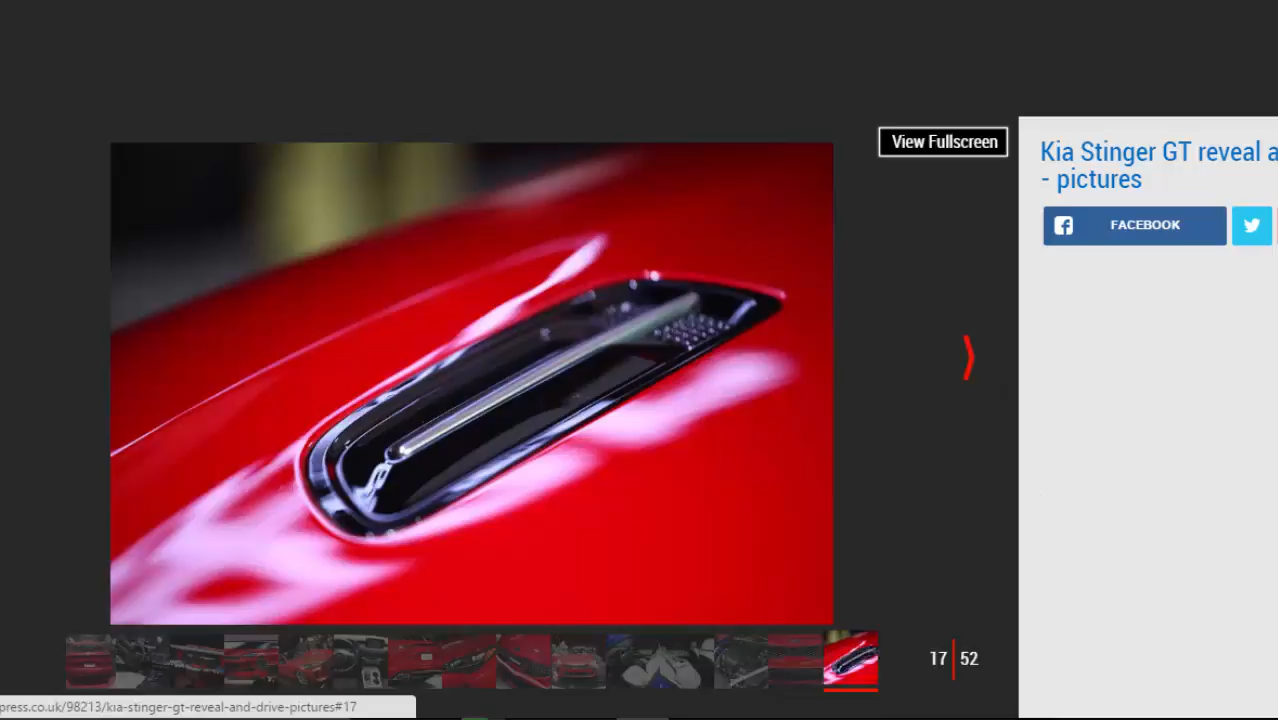 View Fullscreen
Kia Stinger GT reveal a
- pictures
FACEBOOK
17 52
press.co.uk/98213/kia-stinger-gt-reveal-and-drive-pictures#17